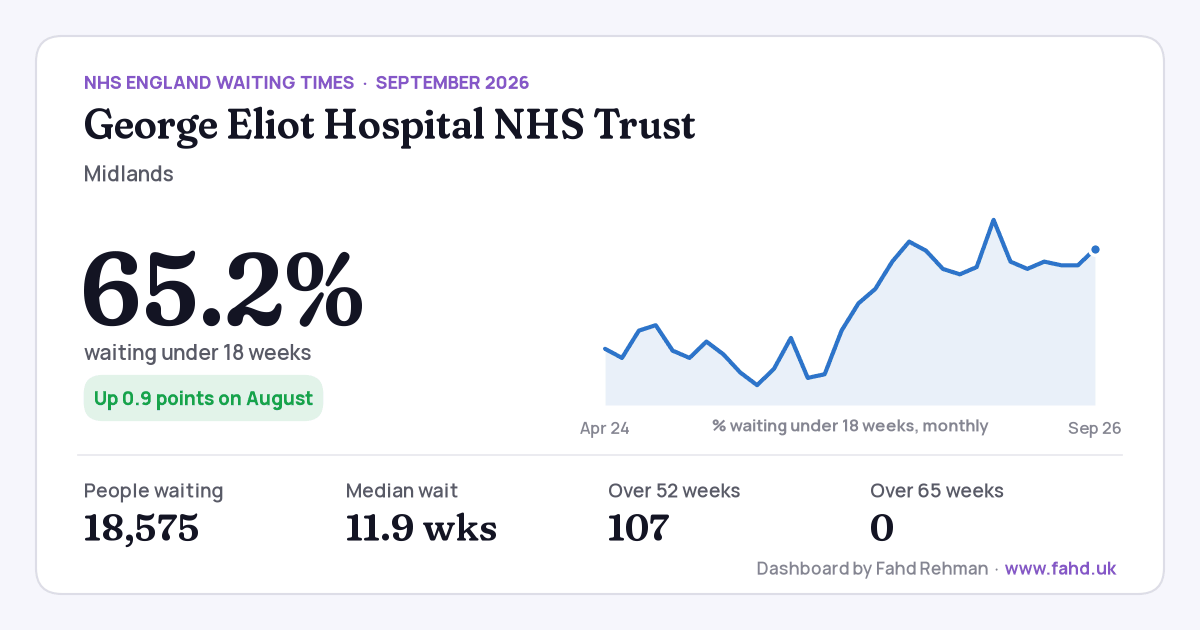 NHS ENGLAND WAITING TIMES · SEPTEMBER 2026
George Eliot Hospital NHS Trust
Midlands
65.2%
waiting under 18 weeks
Up 0.9 points on August
Apr 24
% waiting under 18 weeks, monthly
Sep 26
People waiting
18,575
Median wait
11.9 wks
Over 52 weeks
107
Over 65 weeks
0
Dashboard by Fahd Rehman · www.fahd.uk